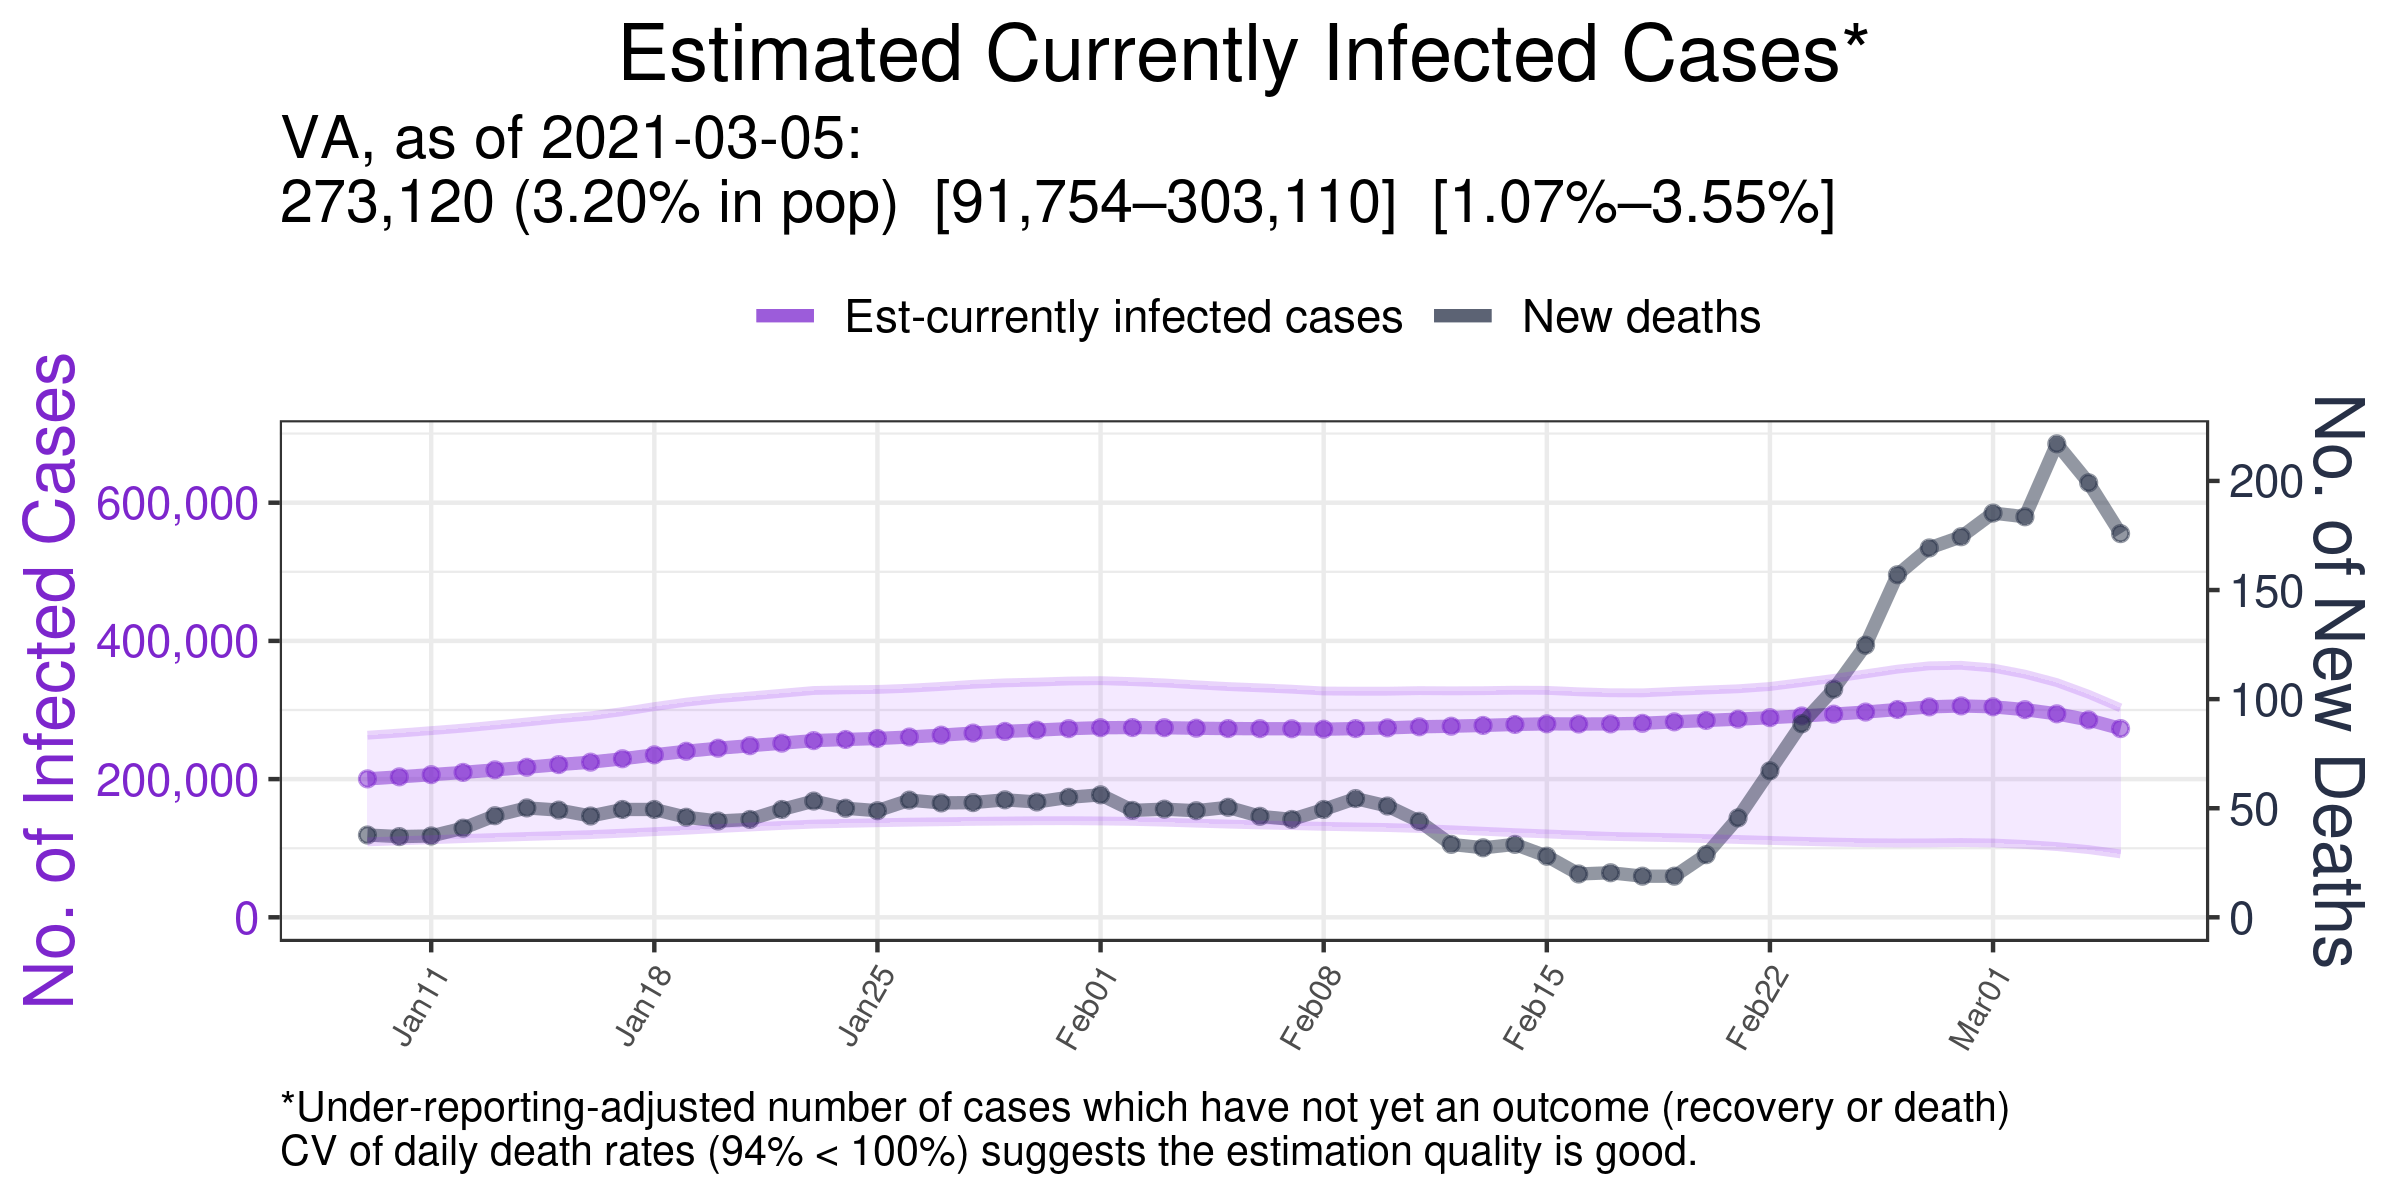 Estimated Currently Infected Cases*
VA, as of 2021-03-05:
273,120 (3.20% in pop)  [91,754–303,110]  [1.07%–3.55%]
Est-currently infected cases
New deaths
No. of Infected Cases
600,000
400,000
200,000
0
200
150
100
50
0
No. of New Deaths
Jan11
Jan18
Jan25
Feb01
Feb08
Feb15
Feb22
Mar01
*Under-reporting-adjusted number of cases which have not yet an outcome (recovery or death)
CV of daily death rates (94% < 100%) suggests the estimation quality is good.